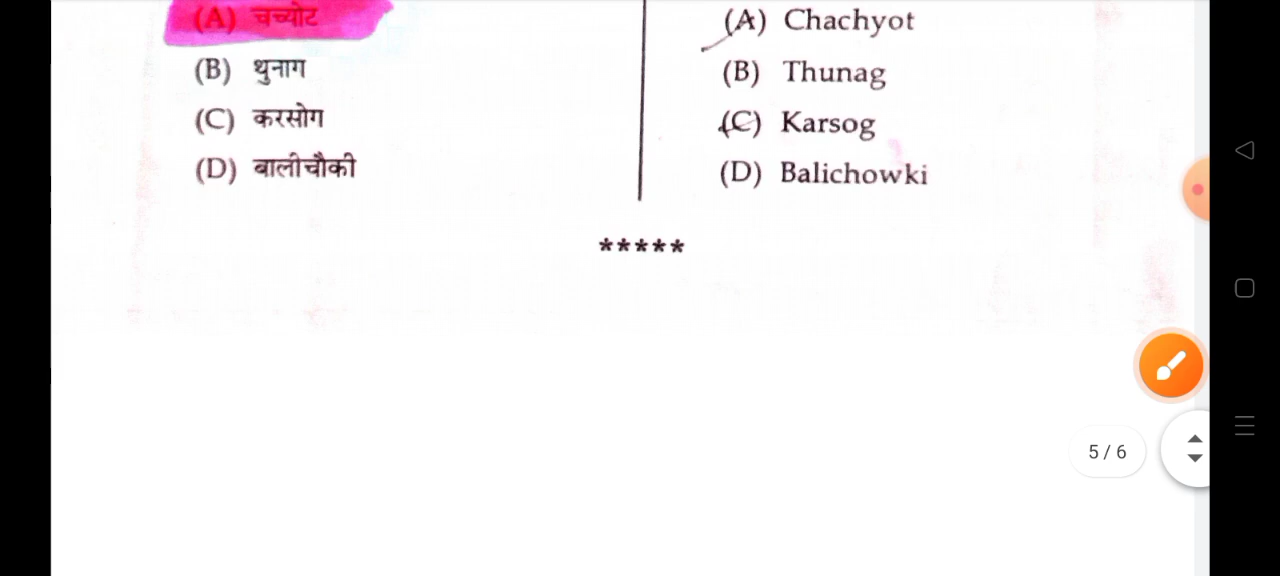 (A) चच्योट
(B) थुनाग
(C) करसोग
(D) बालीचौकी
(A) Chachyot
(B) Thunag
(C) Karsog
(D) Balichowki
*****
5 / 6